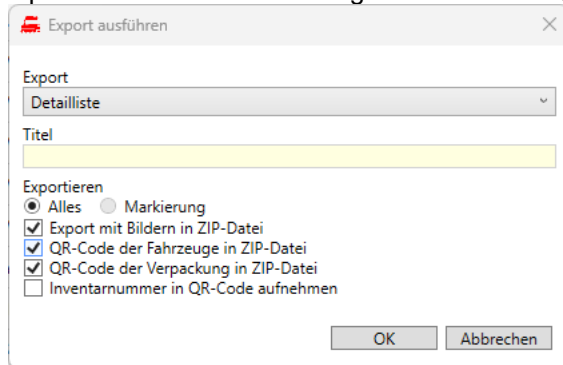 Export ausführen
Export
Detailliste
Titel
Exportieren
Alles Markierung
Export mit Bildern in ZIP-Datei
QR-Code der Fahrzeuge in ZIP-Datei
QR-Code der Verpackung in ZIP-Datei
Inventarnummer in QR-Code aufnehmen
OK Abbrechen